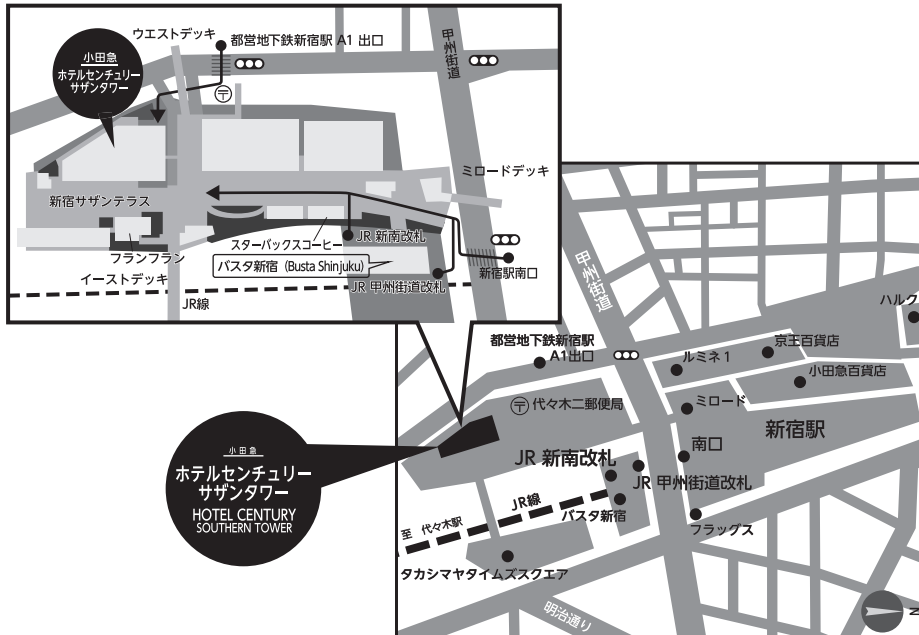 ウエストデッキ
都営地下鉄新宿駅 A1 出口
甲州街道
小田急
ホテルセンチュリー
サザンタワー
〒
ミロードデッキ
新宿サザンテラス
スターバックスコーヒー
JR 新南改札
フランフラン
バスタ新宿（Busta Shinjuku）
新宿駅南口
イーストデッキ
JR 甲州街道改札
JR線
甲州街道
ハルク
都営地下鉄新宿駅
A1出口
ルミネ 1
京王百貨店
小田急百貨店
〒 代々木二郵便局
ミロード
新宿駅
南口
小田急
ホテルセンチュリー
サザンタワー
HOTEL CENTURY
SOUTHERN TOWER
JR 新南改札
JR 甲州街道改札
JR線
バスタ新宿
至 代々木駅
フラッグス
タカシマヤタイムズスクエア
明治通り
N